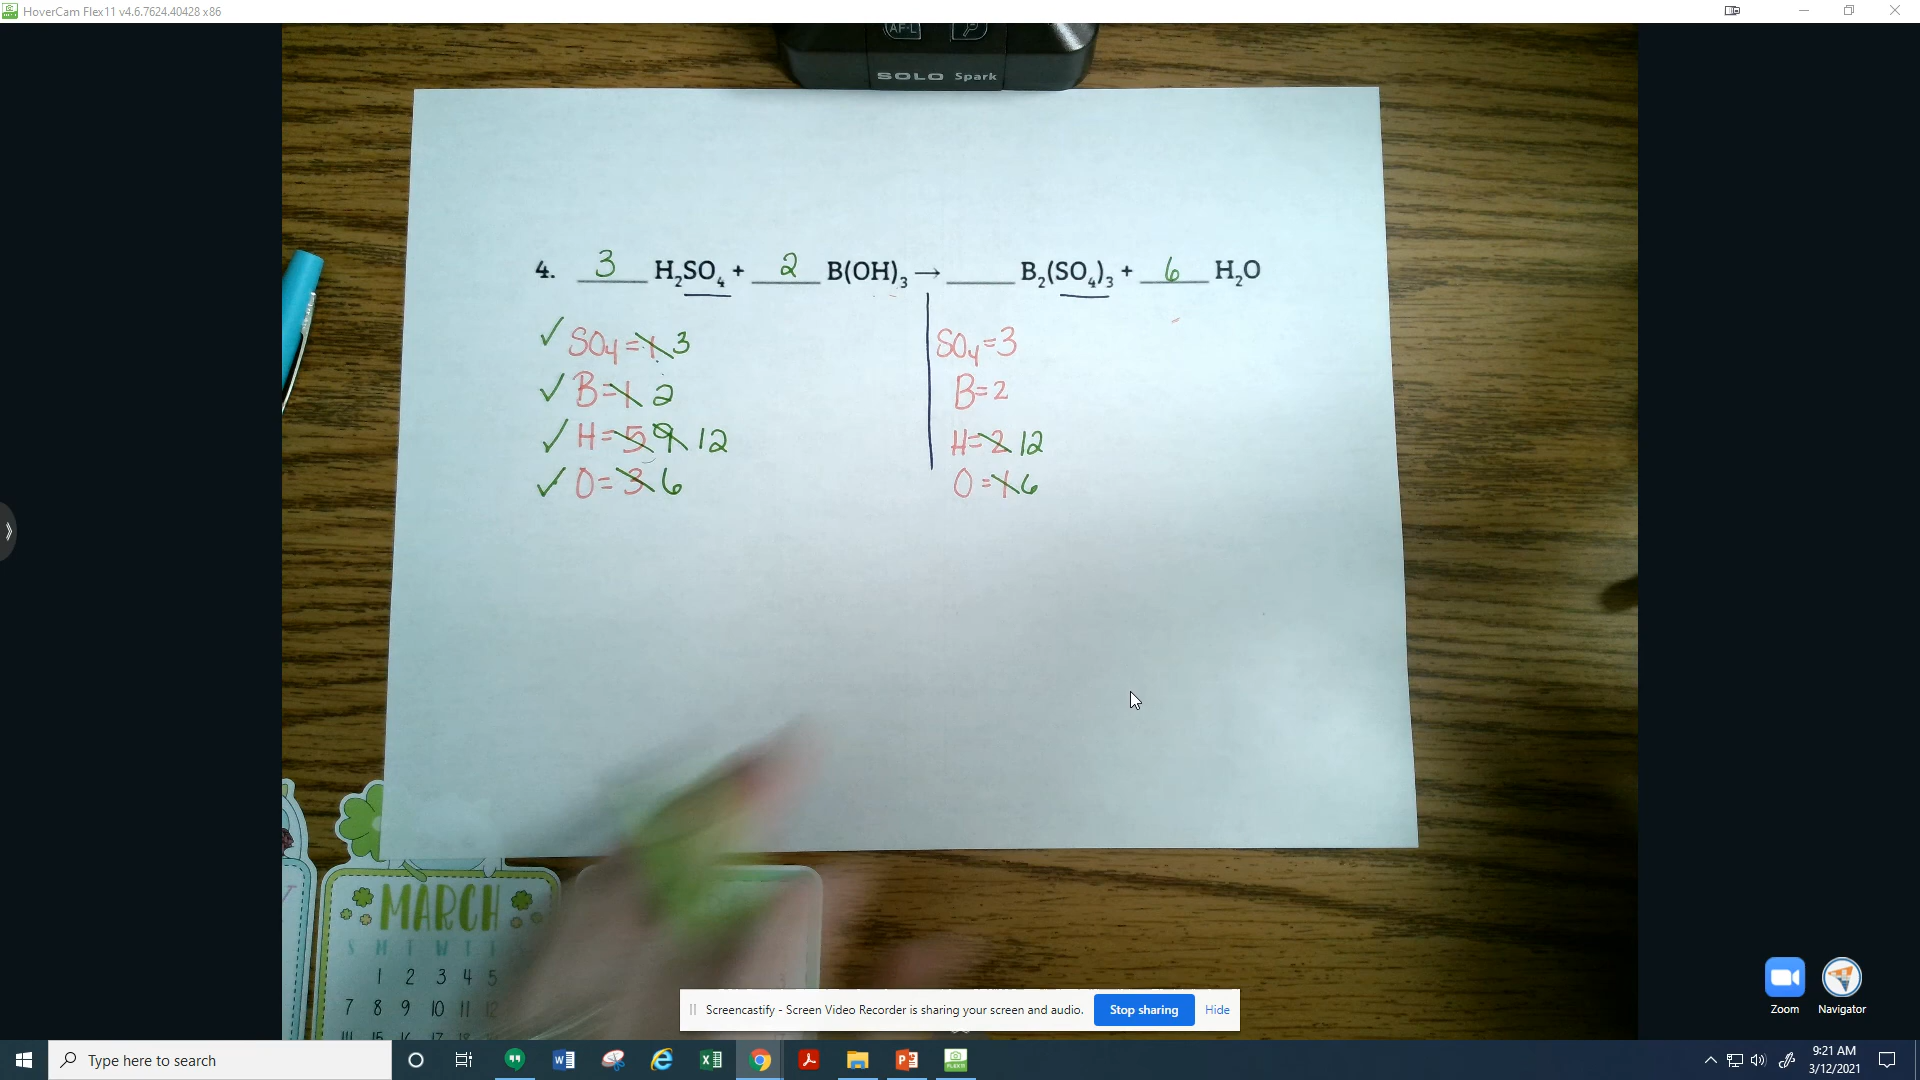 HoverCam Flex11 v4.6.7624.40428 x86
AF-L
SOLO Spark
4. 3 H₂SO₄ + 2 B(OH)₃ → ____ B₂(SO₄)₃ + 6 H₂O
✓ SO₄ = 1 3
✓ B = 1 2
✓ H = 5 9 12
✓ O = 3 6
SO₄ = 3
B = 2
H = 2 12
O = 1 6
MARCH
S M T W T
1 2 3 4 5
7 8 9 10 11 12
Screencastify - Screen Video Recorder is sharing your screen and audio.
Stop sharing
Hide
Zoom
Navigator
Type here to search
9:21 AM
3/12/2021